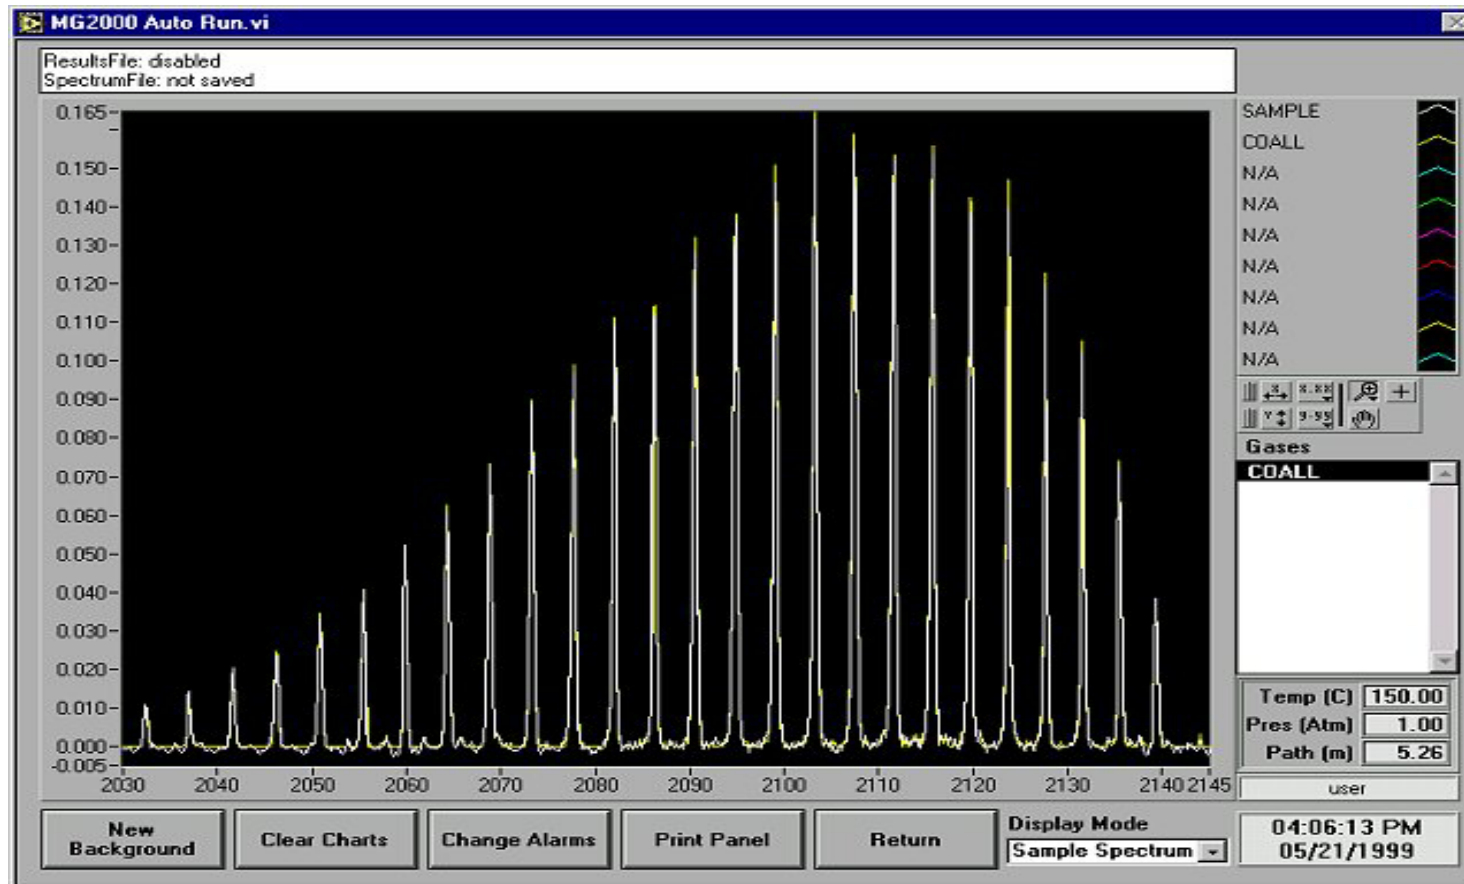 MG2000 Auto Run.vi
ResultsFile: disabled
SpectrumFile: not saved
0.165
0.150
0.140
0.130
0.120
0.110
0.100
0.090
0.080
0.070
0.060
0.050
0.040
0.030
0.020
0.010
0.000
-0.005
2030 2040 2050 2060 2070 2080 2090 2100 2110 2120 2130 2140 2145
SAMPLE
COALL
N/A
N/A
N/A
N/A
N/A
N/A
N/A
X X.XX
Y Y.YY
Gases
COALL
Temp (C) 150.00
Pres (Atm) 1.00
Path (m) 5.26
user
New
Background
Clear Charts
Change Alarms
Print Panel
Return
Display Mode
Sample Spectrum
04:06:13 PM
05/21/1999